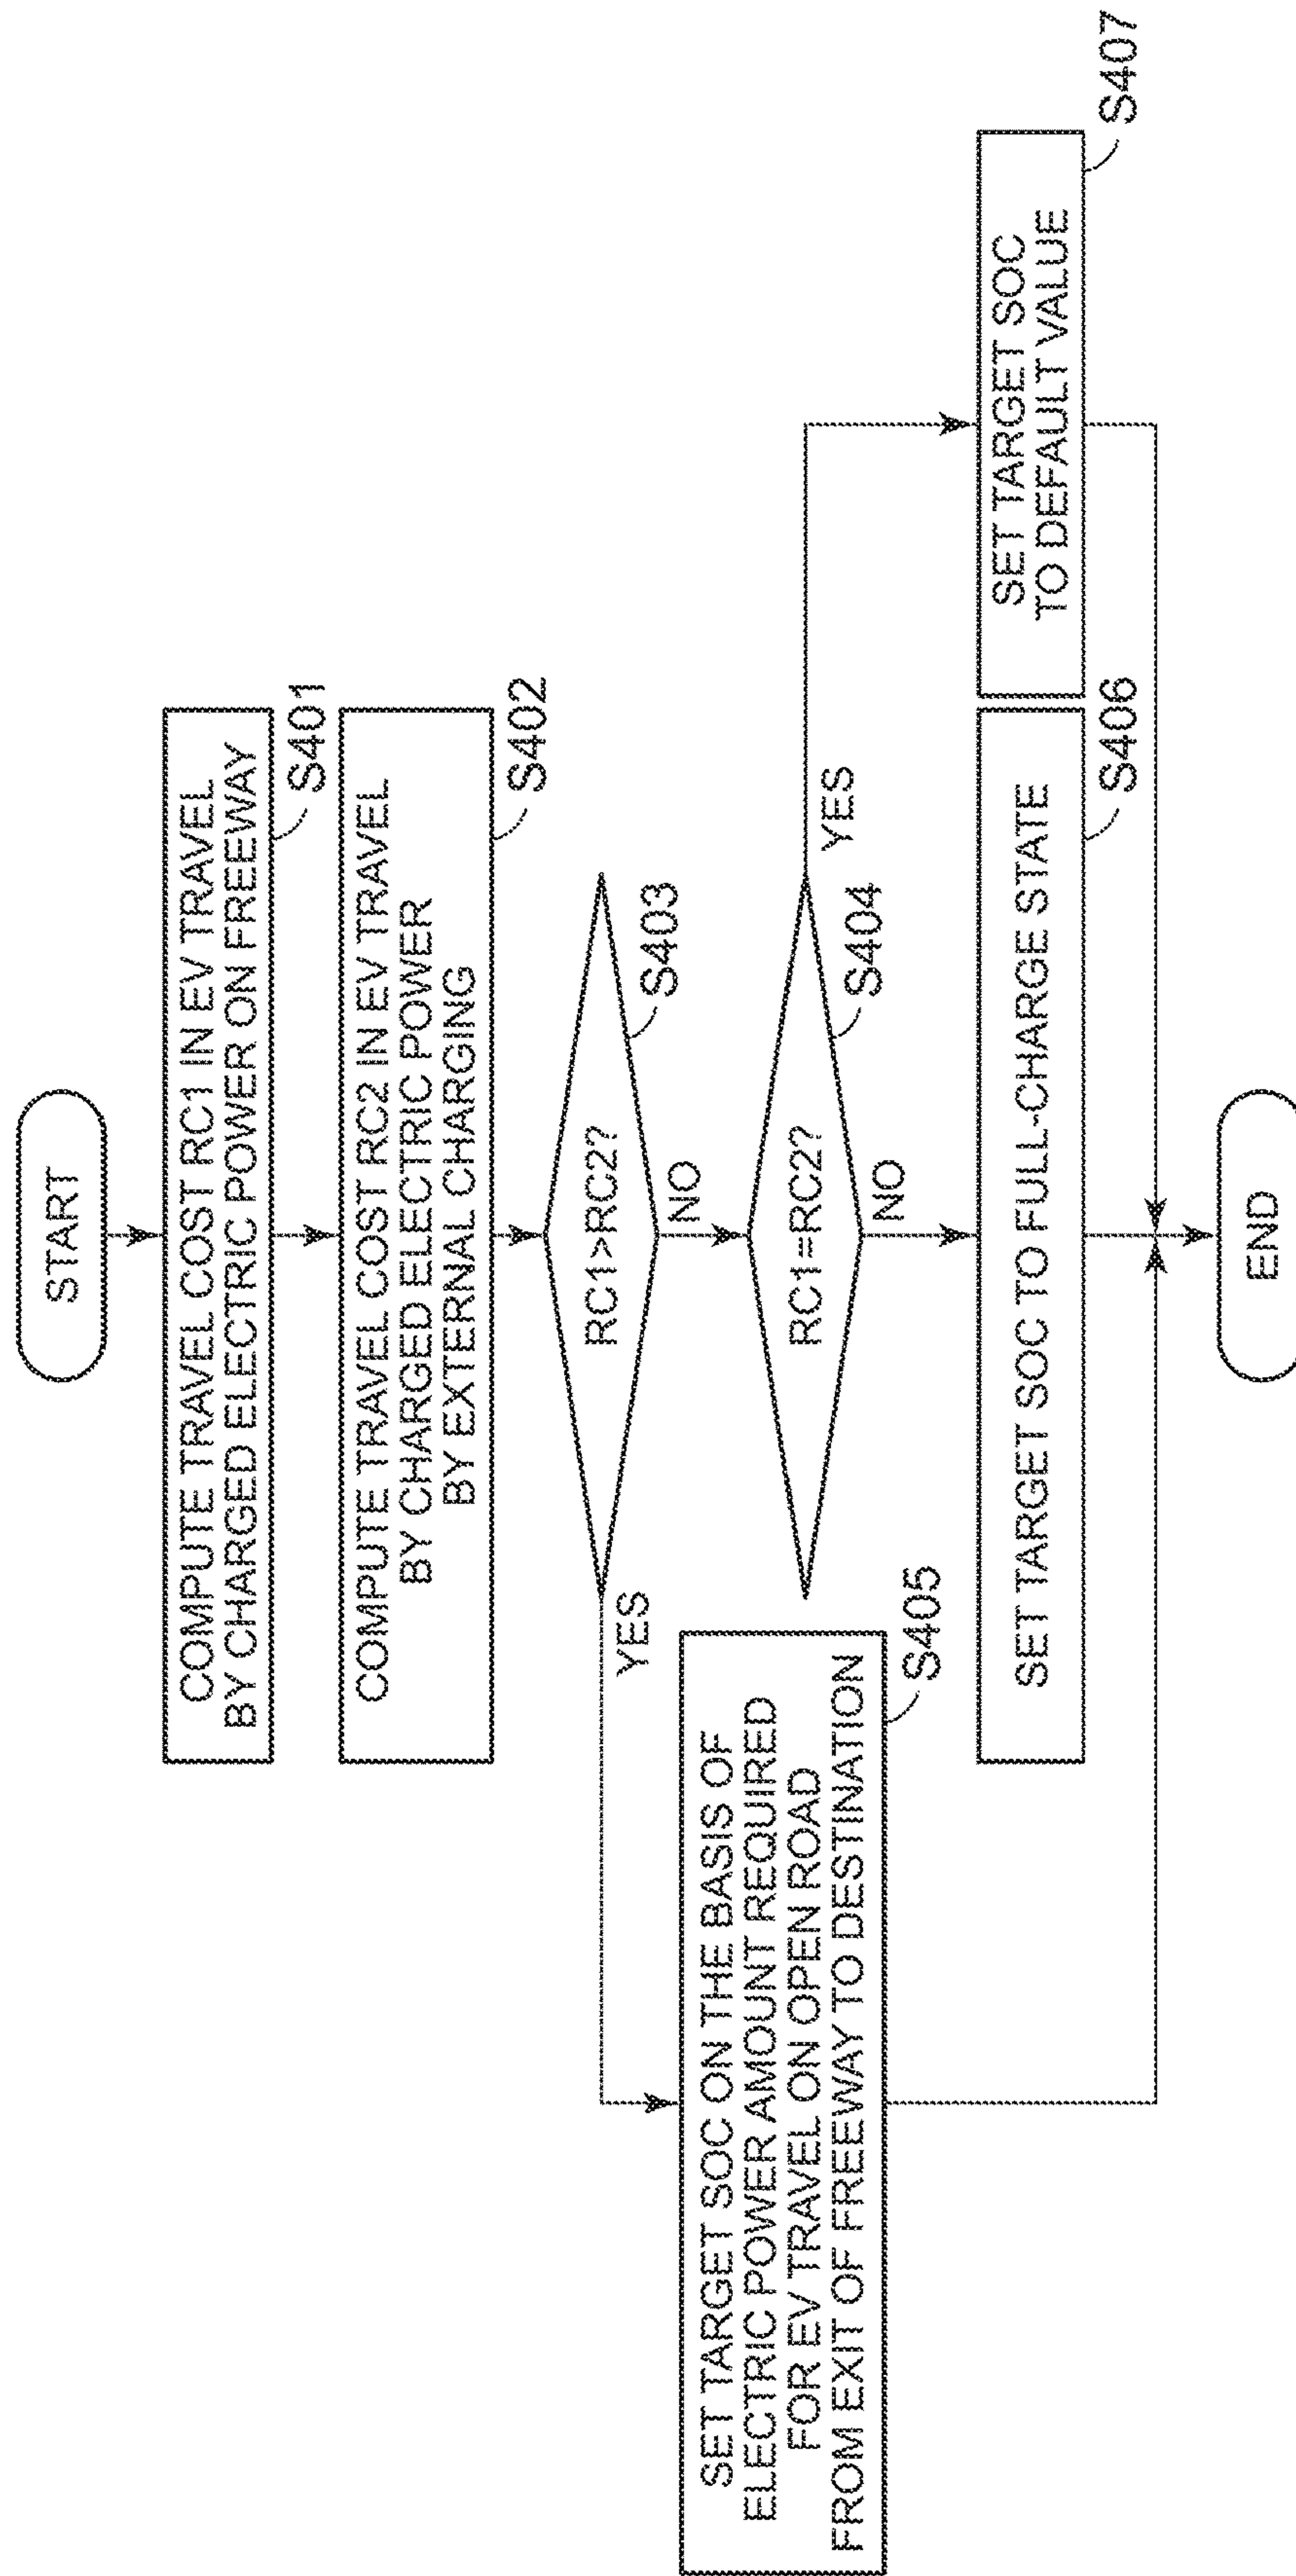 START
COMPUTE TRAVEL COST RC1 IN EV TRAVEL
BY CHARGED ELECTRIC POWER ON FREEWAY
S401
COMPUTE TRAVEL COST RC2 IN EV TRAVEL
BY CHARGED ELECTRIC POWER
BY EXTERNAL CHARGING
S402
RC1>RC2?
S403
YES
NO
SET TARGET SOC ON THE BASIS OF
ELECTRIC POWER AMOUNT REQUIRED
FOR EV TRAVEL ON OPEN ROAD
FROM EXIT OF FREEWAY TO DESTINATION
S405
RC1=RC2?
S404
YES
NO
SET TARGET SOC TO FULL-CHARGE STATE
S406
SET TARGET SOC
TO DEFAULT VALUE
S407
END